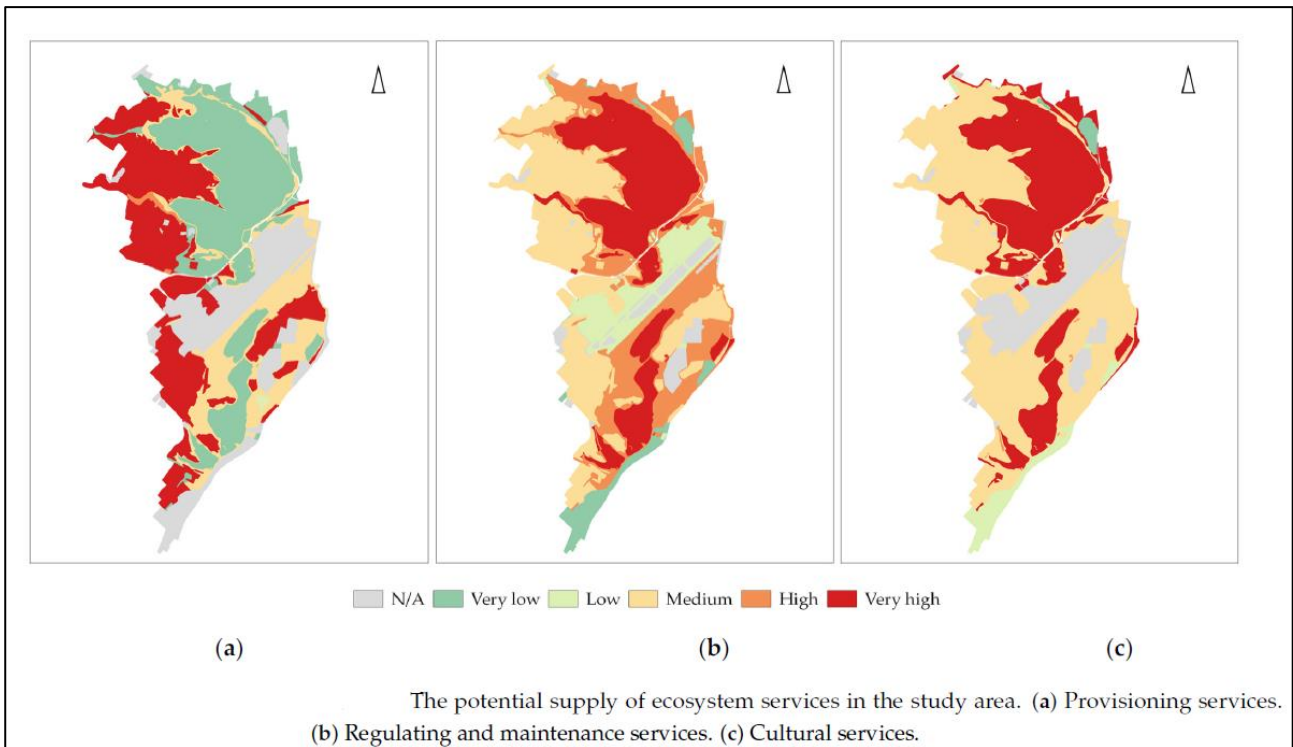 N/A Very low Low Medium High Very high
(a) (b) (c)
The potential supply of ecosystem services in the study area. (a) Provisioning services.
(b) Regulating and maintenance services. (c) Cultural services.